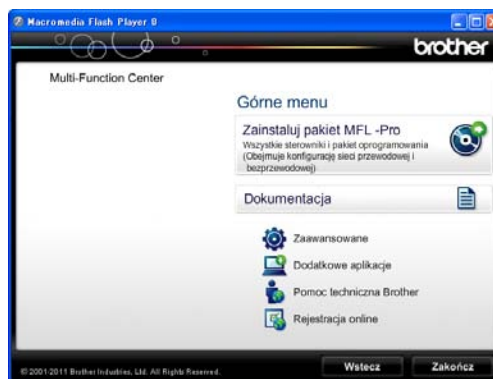 Macromedia Flash Player 8
brother
Multi-Function Center
Górne menu
Zainstaluj pakiet MFL -Pro
Wszystkie sterowniki i pakiet oprogramowania
(Obejmuje konfigurację sieci przewodowej i
bezprzewodowej)
Dokumentacja
Zaawansowane
Dodatkowe aplikacje
Pomoc techniczna Brother
Rejestracja online
© 2001-2011 Brother Industries, Ltd. All Rights Reserved.
Wstecz
Zakończ